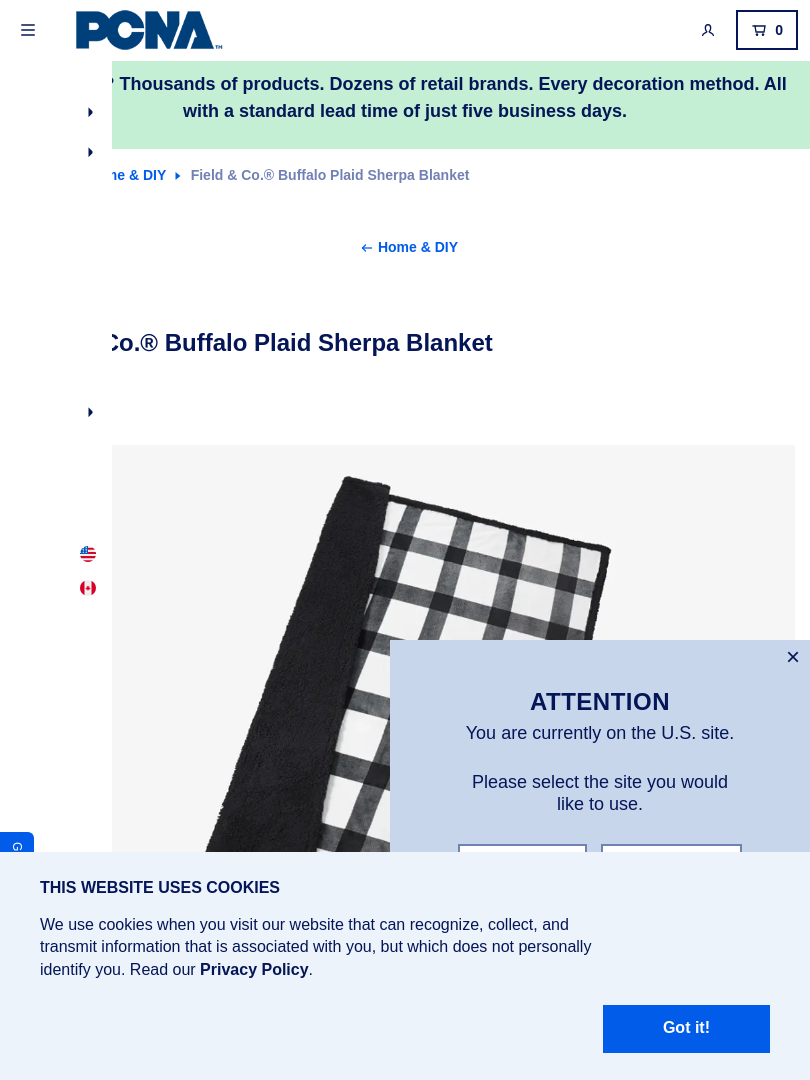 PCNA™
0
? Thousands of products. Dozens of retail brands. Every decoration method. All
with a standard lead time of just five business days.
me & DIY Field & Co.® Buffalo Plaid Sherpa Blanket
Home & DIY
Co.® Buffalo Plaid Sherpa Blanket
ATTENTION
You are currently on the U.S. site.
Please select the site you would
like to use.
G
THIS WEBSITE USES COOKIES
We use cookies when you visit our website that can recognize, collect, and
transmit information that is associated with you, but which does not personally
identify you. Read our Privacy Policy.
Got it!